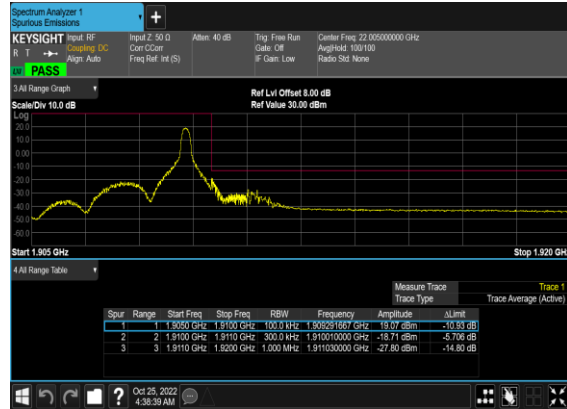 Spectrum Analyzer 1
Spurious Emissions
+
KEYSIGHT Input: RF Input Z: 50 Ω Atten: 40 dB Trig: Free Run Center Freq: 22.005000000 GHz
R T Coupling: DC Corr CCorr Gate: Off Avg|Hold: 100/100
Align: Auto Freq Ref: Int (S) IF Gain: Low Radio Std: None
PASS
3 All Range Graph
Ref Lvl Offset 8.00 dB
Scale/Div 10.0 dB Ref Value 30.00 dBm
Log
20.0
10.0
0.00
-10.0
-20.0
-30.0
-40.0
-50.0
-60.0
Start 1.905 GHz Stop 1.920 GH
4 All Range Table
Measure Trace Trace 1
Trace Type Trace Average (Active)
Spur Range Start Freq Stop Freq RBW Frequency Amplitude ΔLimit
1 1 1.9050 GHz 1.9100 GHz 100.0 kHz 1.909291667 GHz 19.07 dBm -10.93 dB
2 2 1.9100 GHz 1.9110 GHz 300.0 kHz 1.910010000 GHz -18.71 dBm -5.706 dB
3 3 1.9110 GHz 1.9200 GHz 1.000 MHz 1.911030000 GHz -27.80 dBm -14.80 dB
? Oct 25, 2022
4:38:39 AM